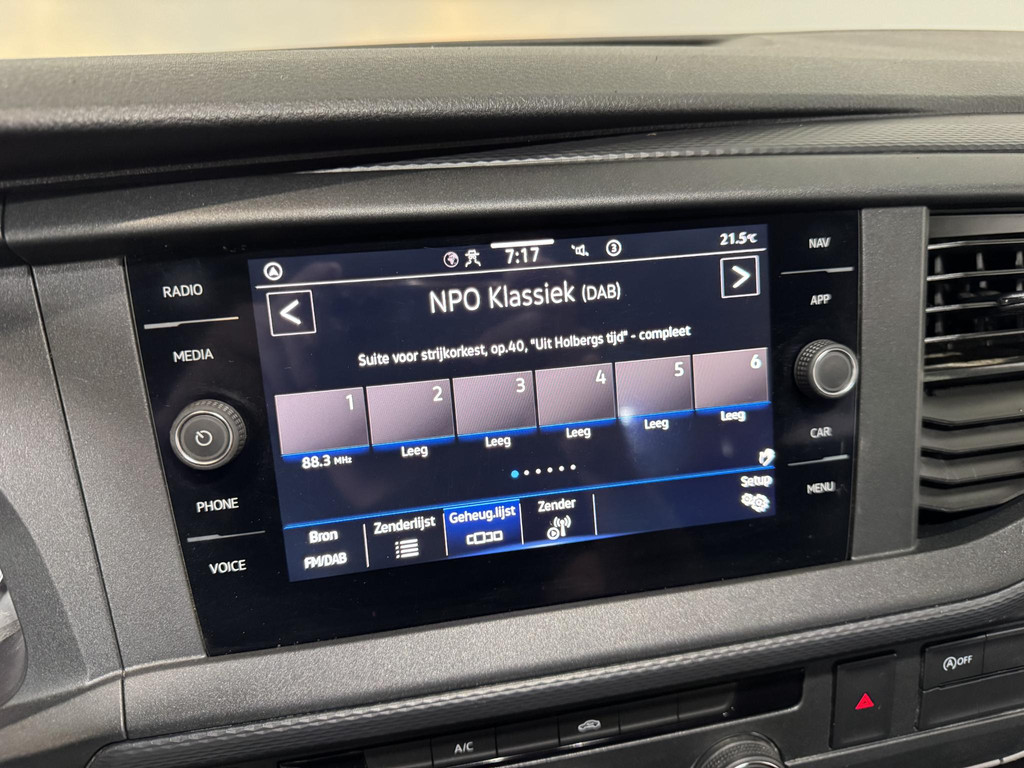 RADIO
MEDIA
PHONE
VOICE
7:17
3
21.5°C
NPO Klassiek (DAB)
Suite voor strijkorkest, op.40, "Uit Holbergs tijd" - compleet
1 2 3 4 5 6
88.3 MHz Leeg Leeg Leeg Leeg Leeg
Setup
Bron
FM/DAB
Zenderlijst
Geheug.lijst
Zender
NAV
APP
CAR
MENU
A OFF
A/C